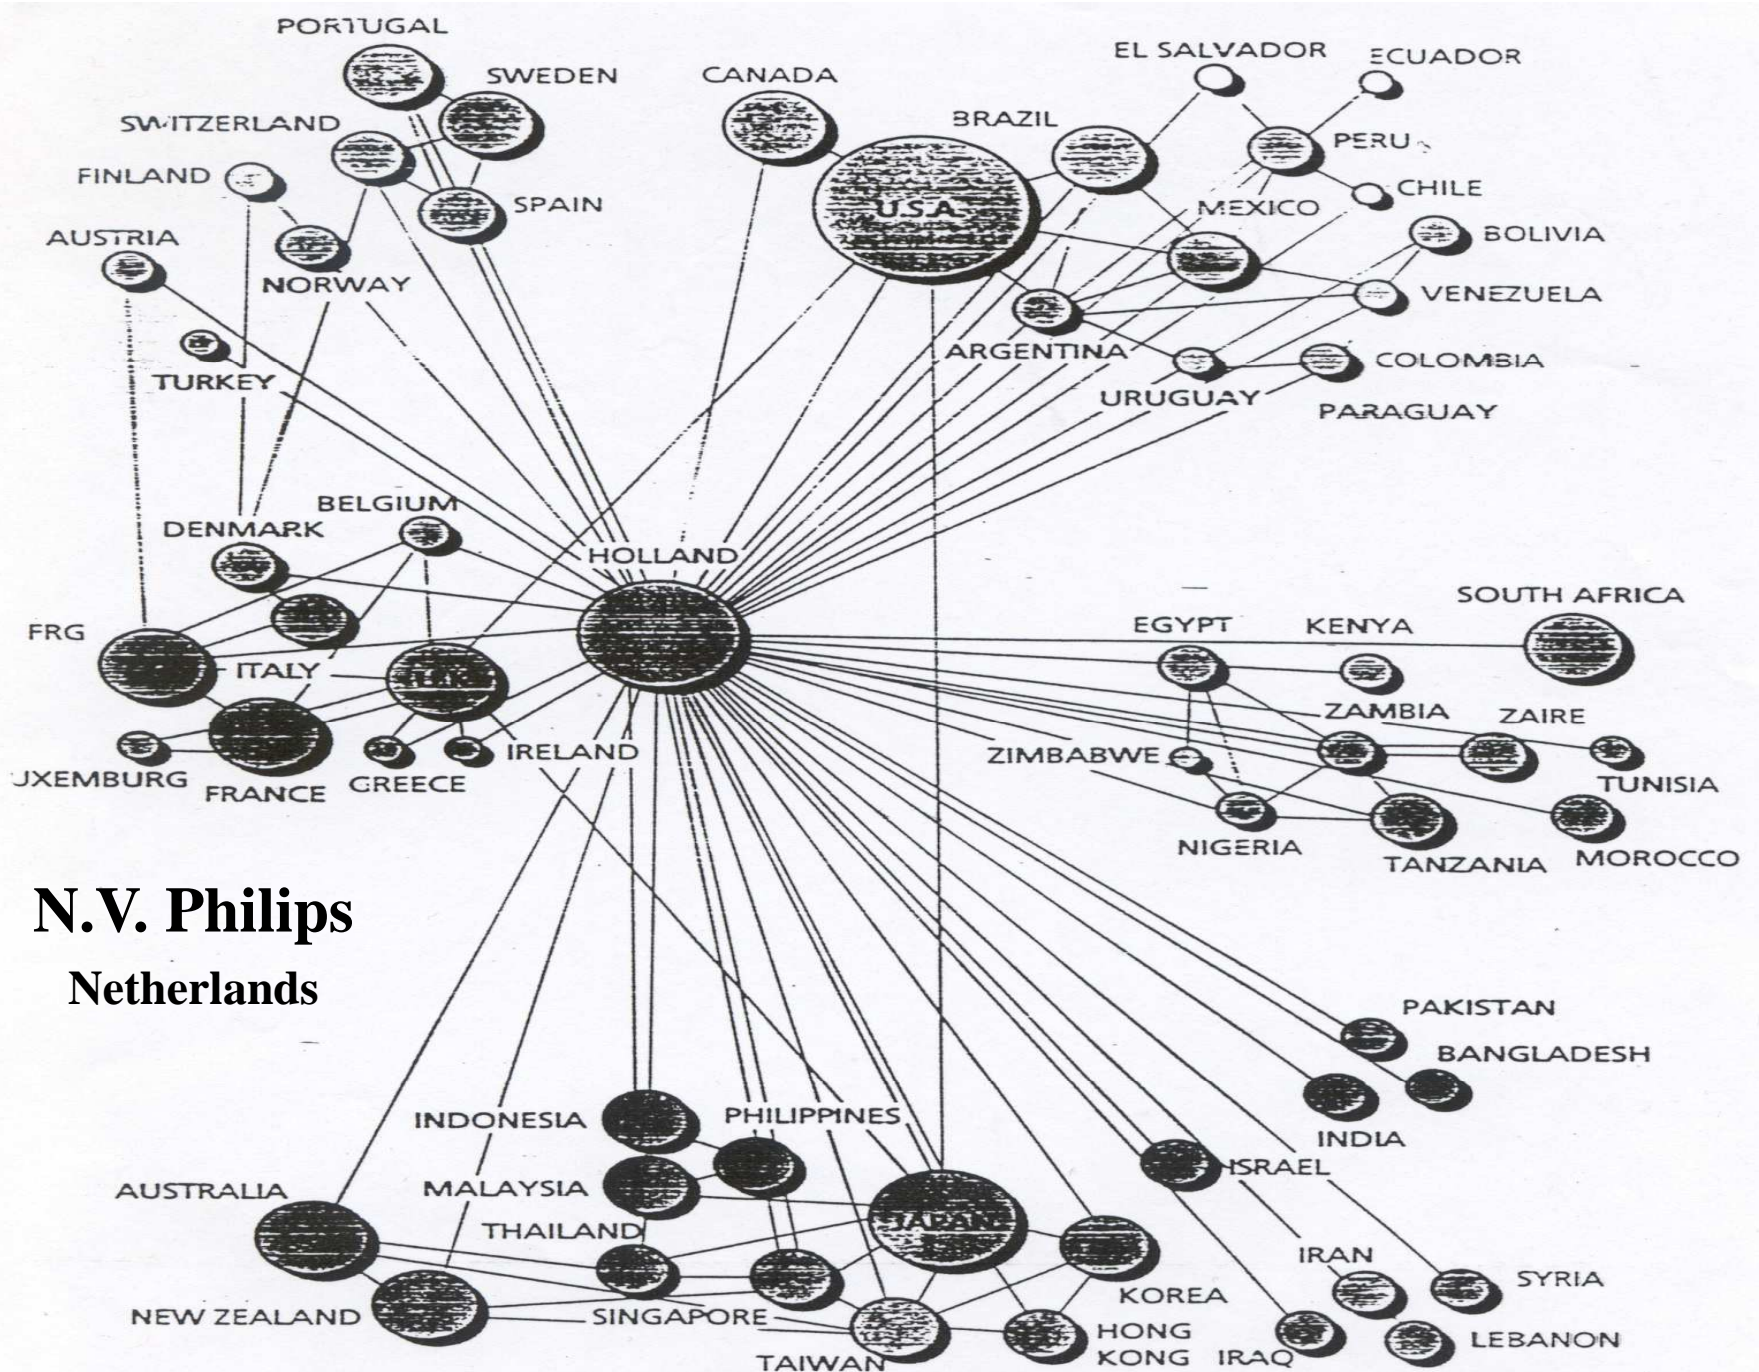 PORTUGAL
SWEDEN
CANADA
EL SALVADOR
ECUADOR
SWITZERLAND
BRAZIL
PERU
FINLAND
CHILE
SPAIN
U.S.A.
MEXICO
AUSTRIA
BOLIVIA
NORWAY
VENEZUELA
ARGENTINA
TURKEY
COLOMBIA
URUGUAY
PARAGUAY
BELGIUM
DENMARK
HOLLAND
SOUTH AFRICA
FRG
EGYPT
KENYA
ITALY
ZAMBIA
ZAIRE
IRELAND
ZIMBABWE
UXEMBURG
FRANCE
GREECE
TUNISIA
NIGERIA
TANZANIA
MOROCCO
N.V. Philips
Netherlands
PAKISTAN
BANGLADESH
INDONESIA
PHILIPPINES
INDIA
ISRAEL
AUSTRALIA
MALAYSIA
THAILAND
JAPAN
IRAN
SYRIA
KOREA
NEW ZEALAND
SINGAPORE
HONG
KONG
IRAQ
LEBANON
TAIWAN